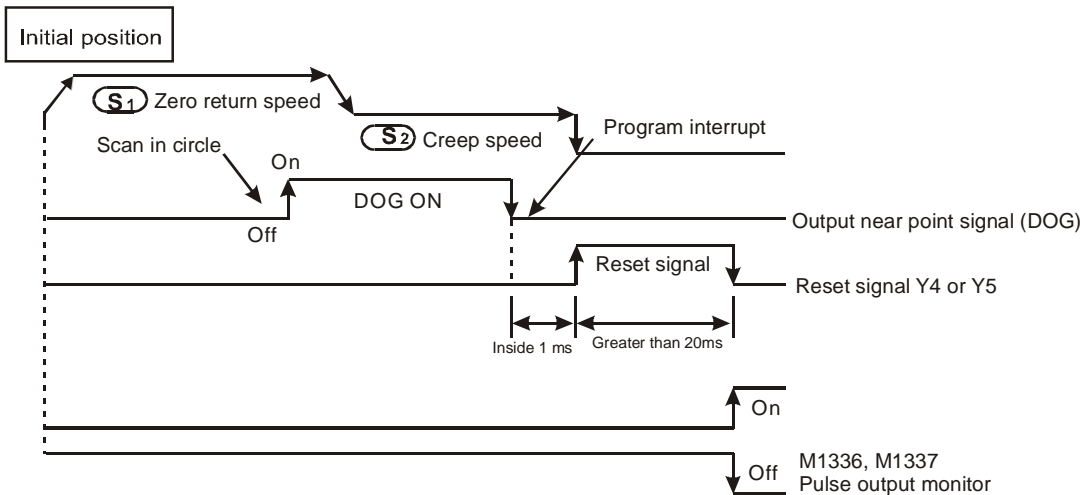 Initial position
S1 Zero return speed
S2 Creep speed
Program interrupt
Scan in circle
On
DOG ON
Off
Output near point signal (DOG)
Reset signal
Reset signal Y4 or Y5
Inside 1 ms
Greater than 20ms
On
Off
M1336, M1337
Pulse output monitor